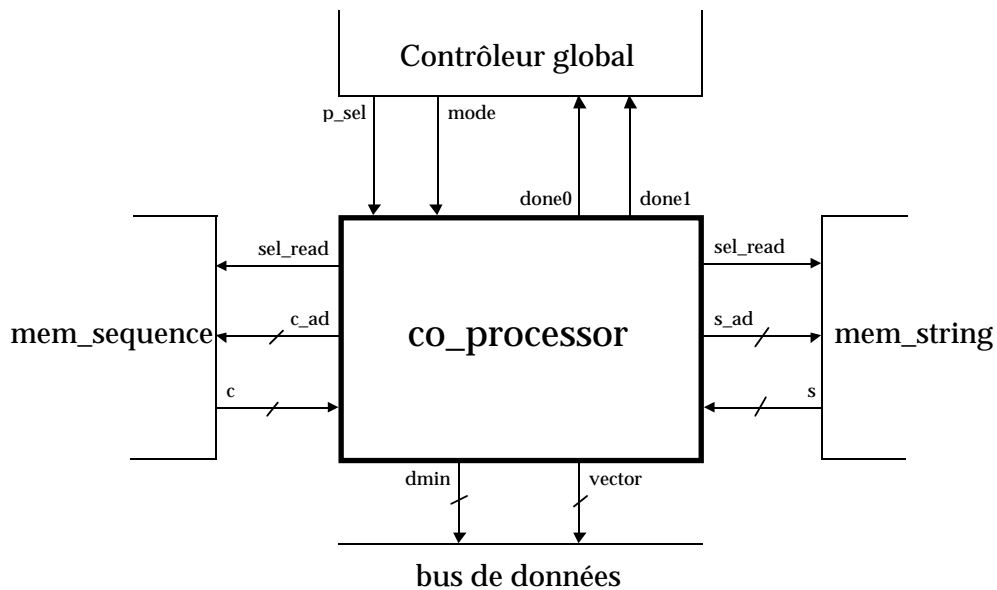 Contrôleur global
p_sel mode
done0 done1
sel_read sel_read
c_ad s_ad
mem_sequence co_processor mem_string
c s
dmin vector
bus de données